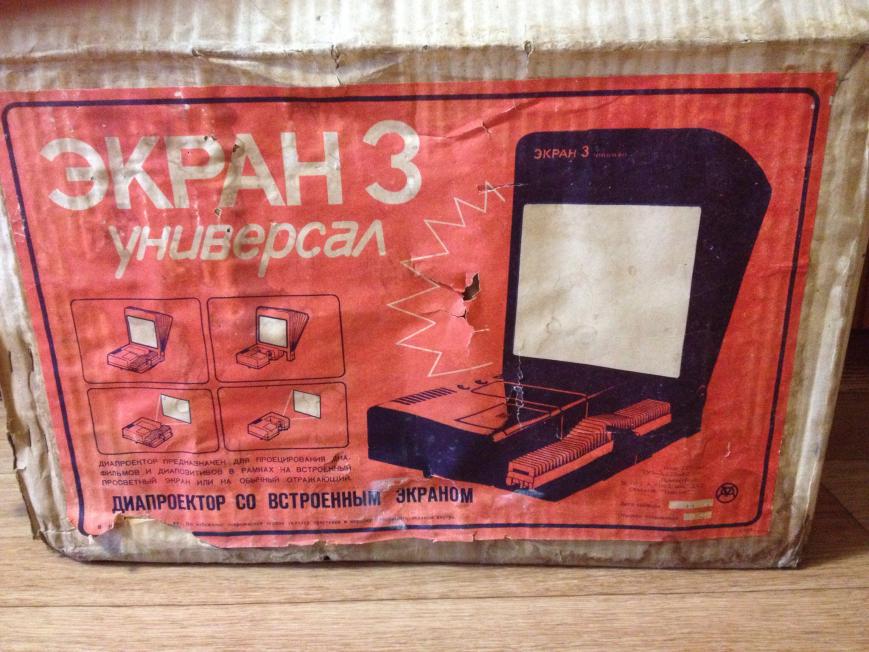 ЭКРАН 3
универсал
ЭКРАН 3
ДИАПРОЕКТОР ПРЕДНАЗНАЧЕН ДЛЯ ПРОЕЦИРОВАНИЯ ДИА-
ФИЛЬМОВ И ДИАПОЗИТИВОВ В РАМКАХ НА ВСТРОЕННЫЙ
ПРОСВЕТНЫЙ ЭКРАН ИЛИ НА ОБЫЧНЫЙ ОТРАЖАЮЩИЙ.
ДИАПРОЕКТОР СО ВСТРОЕННЫМ ЭКРАНОМ